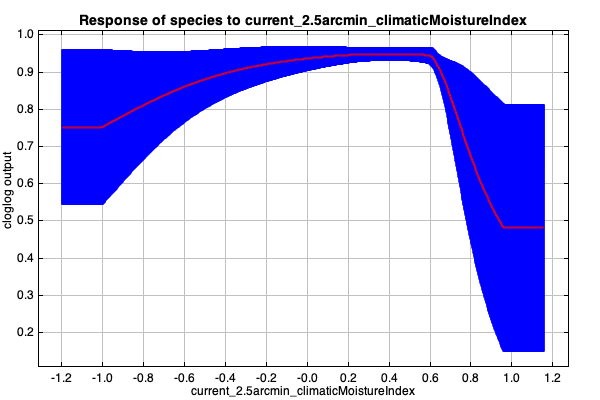 Response of species to current_2.5arcmin_climaticMoistureIndex
cloglog output
1.0
0.9
0.8
0.7
0.6
0.5
0.4
0.3
0.2
-1.2 -1.0 -0.8 -0.6 -0.4 -0.2 -0.0 0.2 0.4 0.6 0.8 1.0 1.2
current_2.5arcmin_climaticMoistureIndex